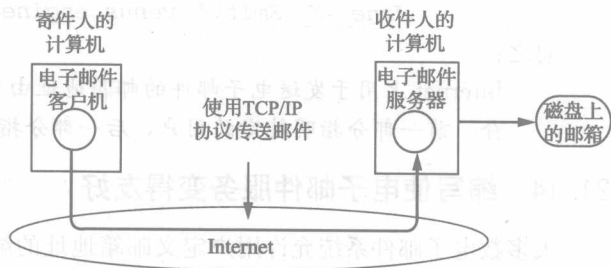 寄件人的
计算机
收件人的
计算机
电子邮件
客户机
使用TCP/IP
协议传送邮件
电子邮件
服务器
磁盘上
的邮箱
Internet